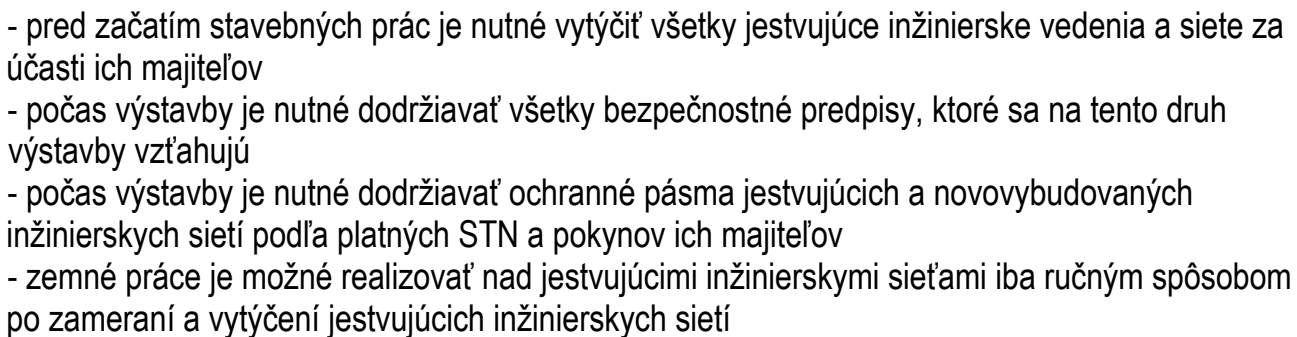 - pred začatím stavebných prác je nutné vytýčiť všetky jestvujúce inžinierske vedenia a siete za
účasti ich majiteľov
- počas výstavby je nutné dodržiavať všetky bezpečnostné predpisy, ktoré sa na tento druh
výstavby vzťahujú
- počas výstavby je nutné dodržiavať ochranné pásma jestvujúcich a novovybudovaných
inžinierskych sietí podľa platných STN a pokynov ich majiteľov
- zemné práce je možné realizovať nad jestvujúcimi inžinierskymi sieťami iba ručným spôsobom
po zameraní a vytýčení jestvujúcich inžinierskych sietí